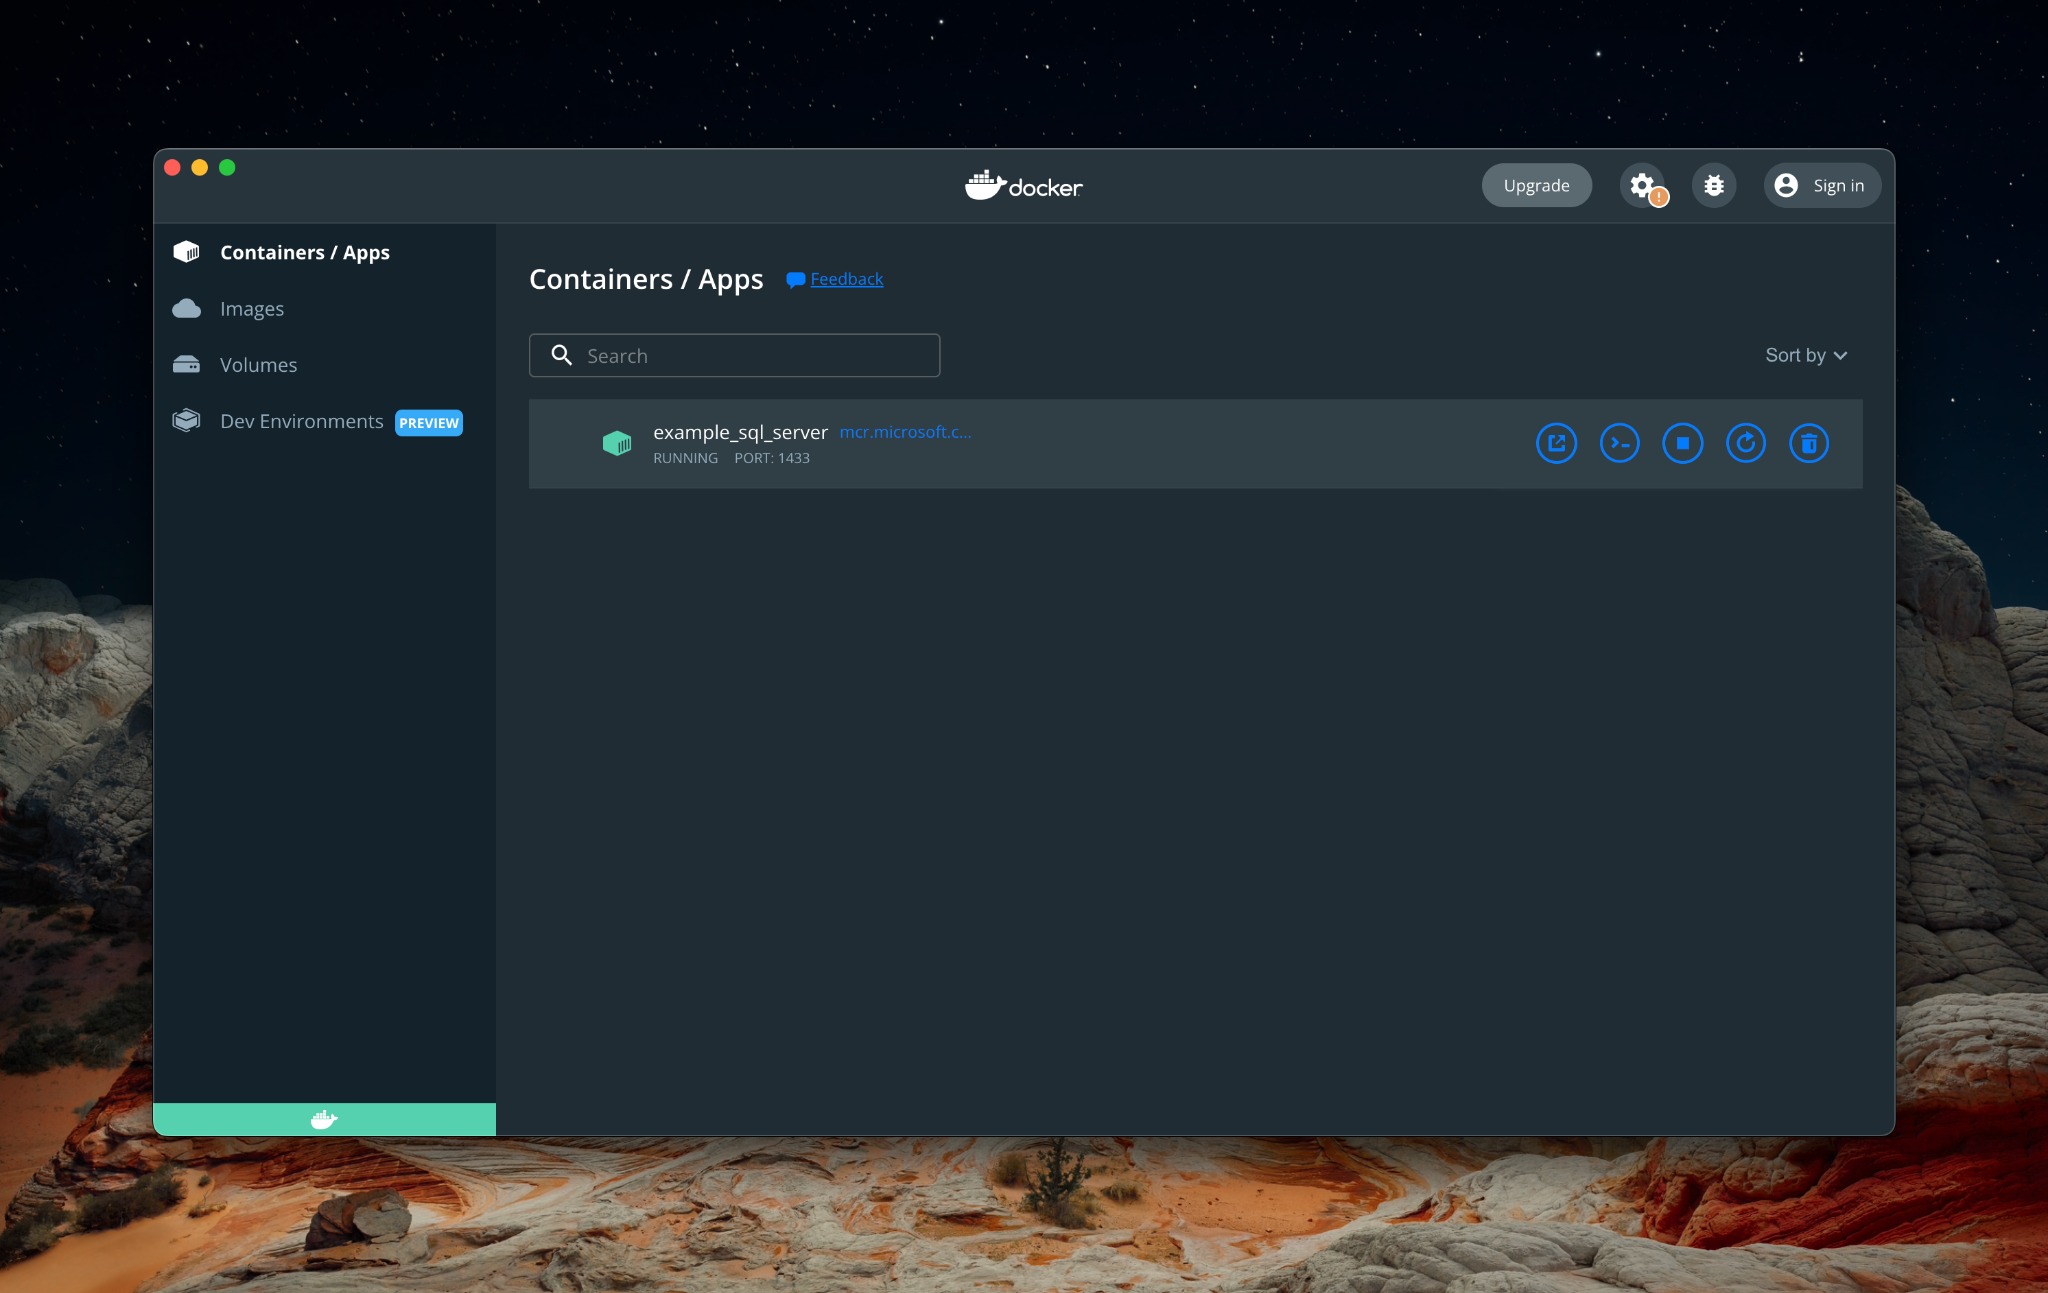 docker
Upgrade
!
Sign in
Containers / Apps
Images
Volumes
Dev Environments PREVIEW
Containers / Apps Feedback
Search
Sort by
example_sql_server mcr.microsoft.c...
RUNNING PORT: 1433